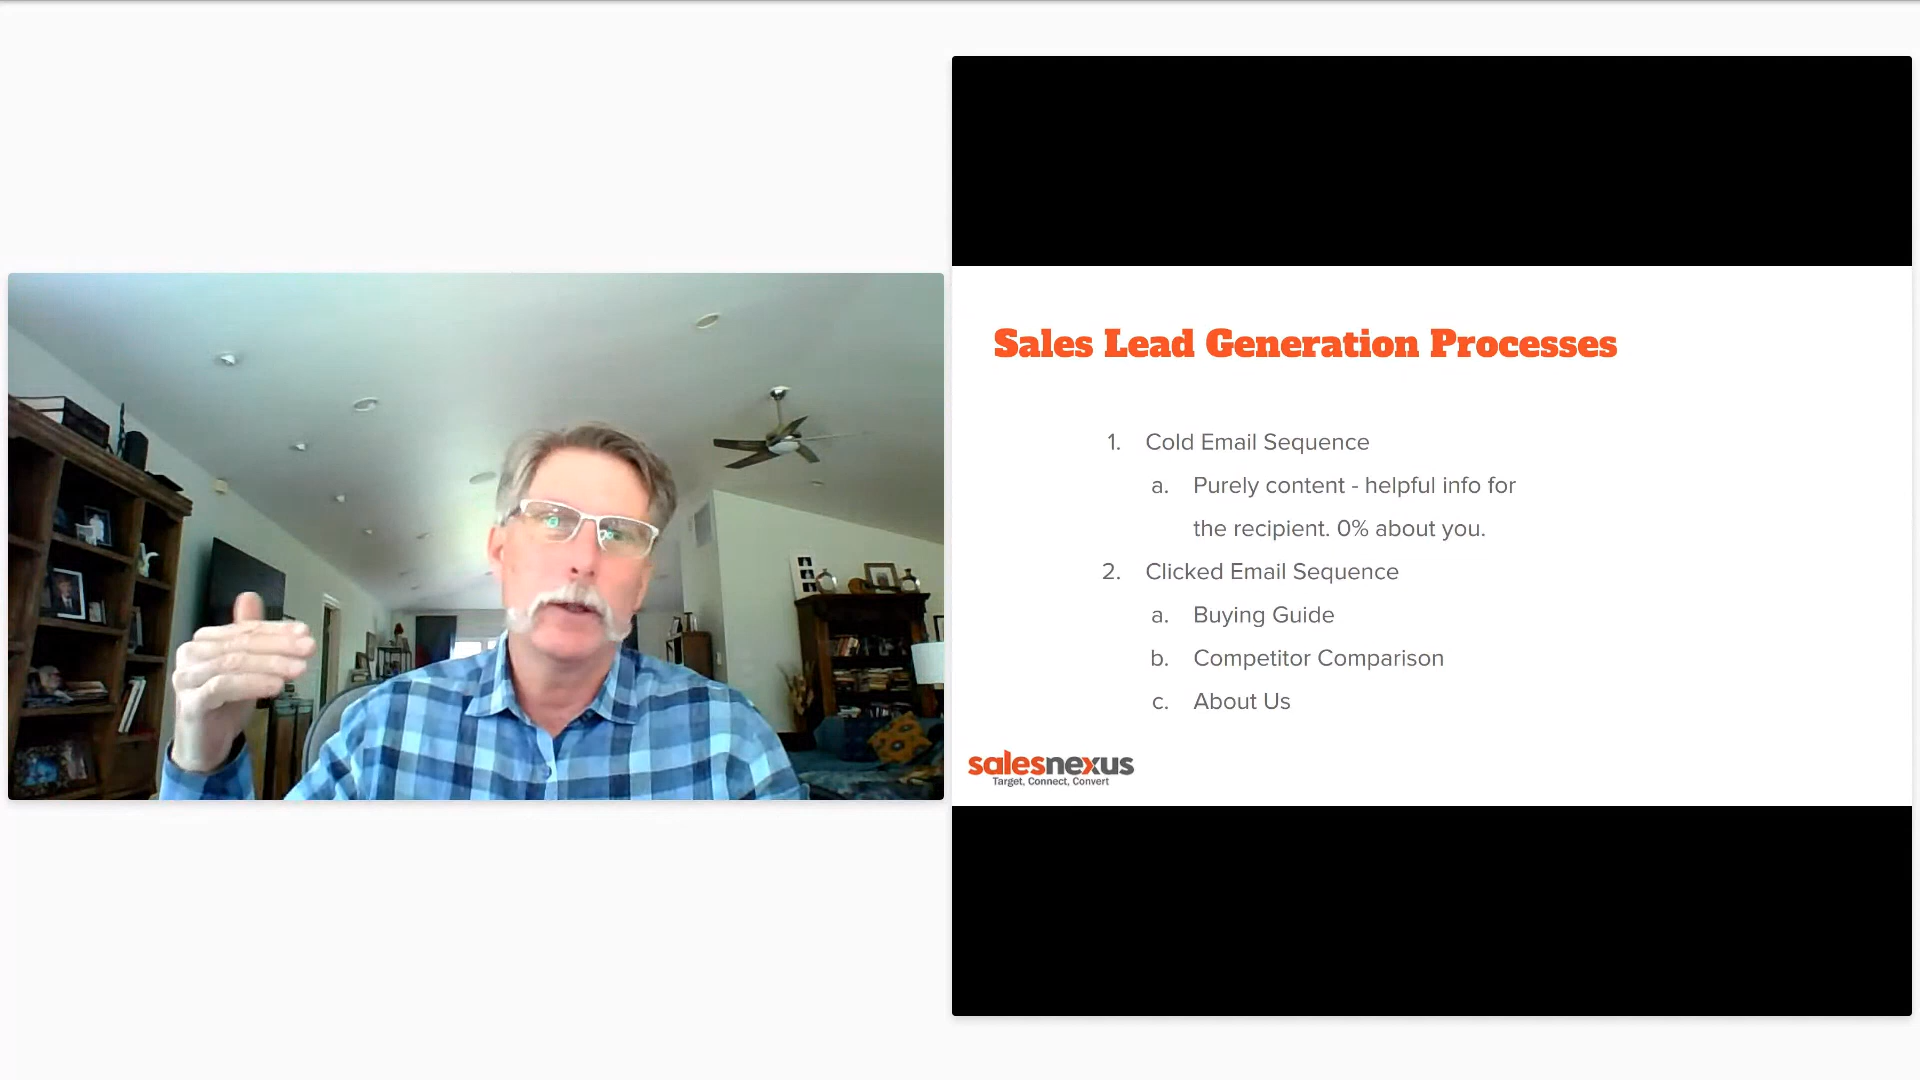 Sales Lead Generation Processes
1. Cold Email Sequence
a. Purely content - helpful info for
the recipient. 0% about you.
2. Clicked Email Sequence
a. Buying Guide
b. Competitor Comparison
c. About Us
salesnexus
Target, Connect, Convert